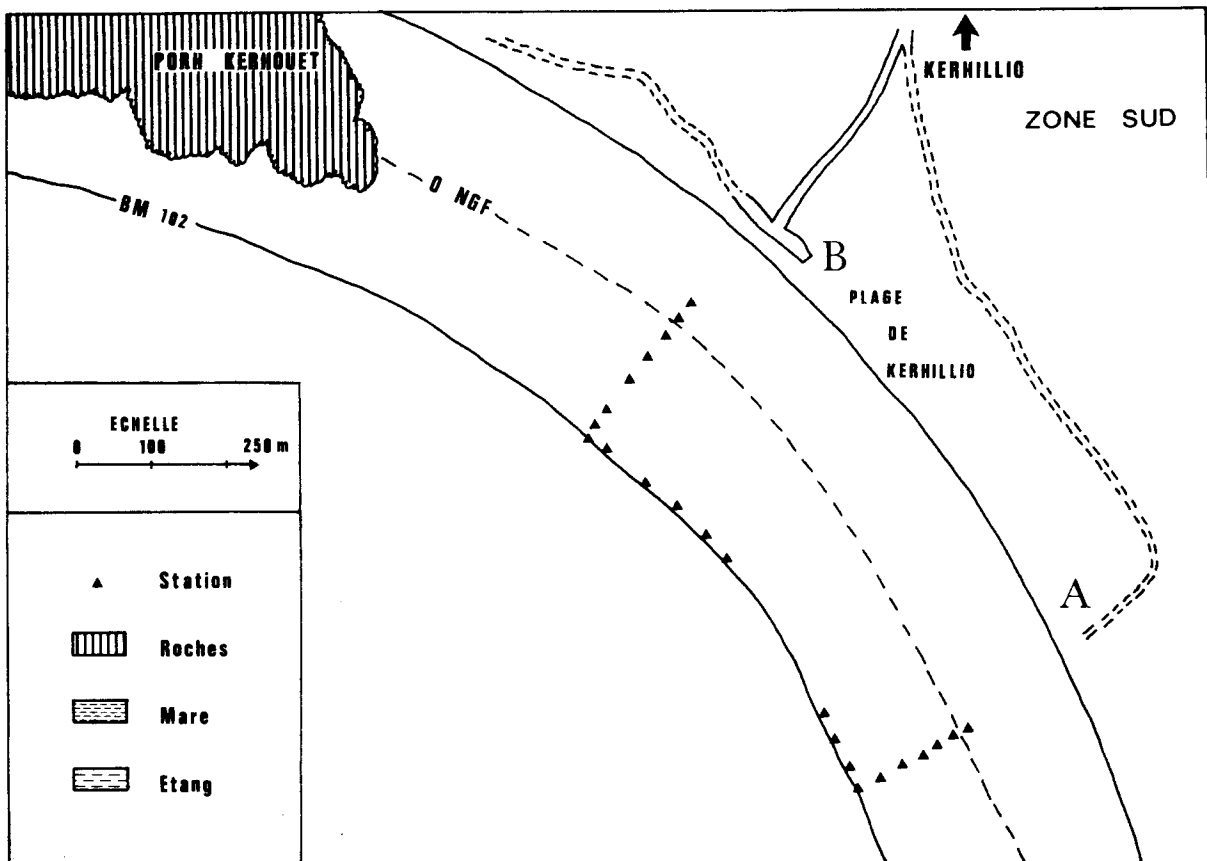 PORH KERHOUET
KERHILLIO
ZONE SUD
BM 102
0 NGF
B
PLAGE
DE
KERHILLIO
ECHELLE
0 100 250 m
A
Station
Roches
Mare
Etang